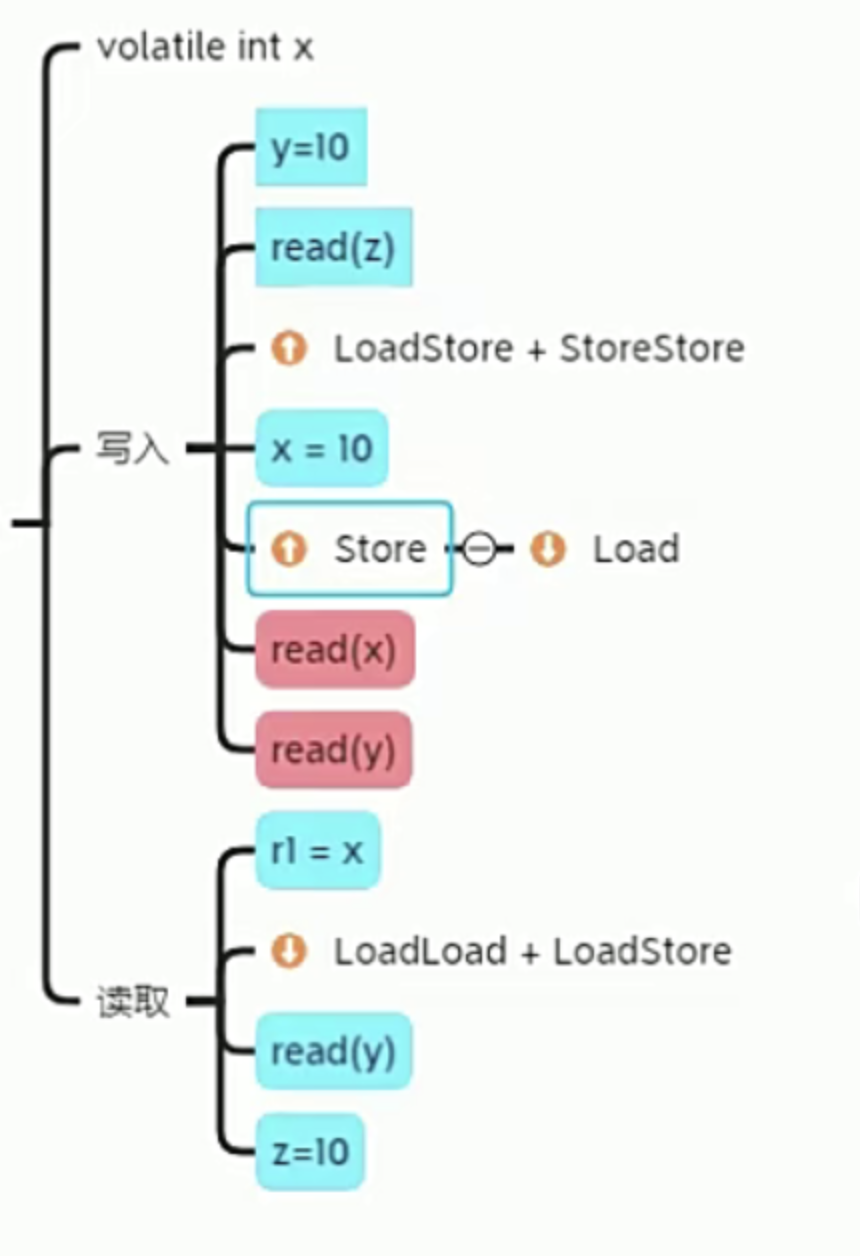 volatile int x
y=10
read(z)
LoadStore + StoreStore
写入
x = 10
Store
Load
read(x)
read(y)
r1 = x
LoadLoad + LoadStore
读取
read(y)
z=10